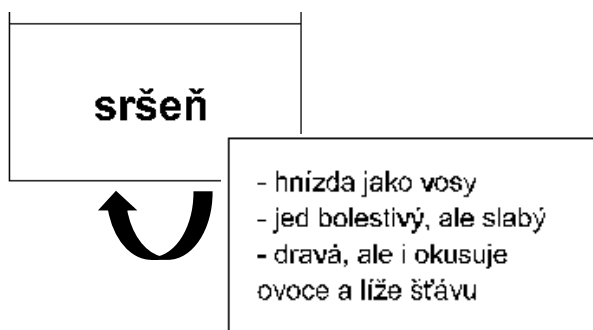 sršeň
- hnízda jako vosy
- jed bolestivý, ale slabý
- dravá, ale i okusuje
ovoce a líže šťávu